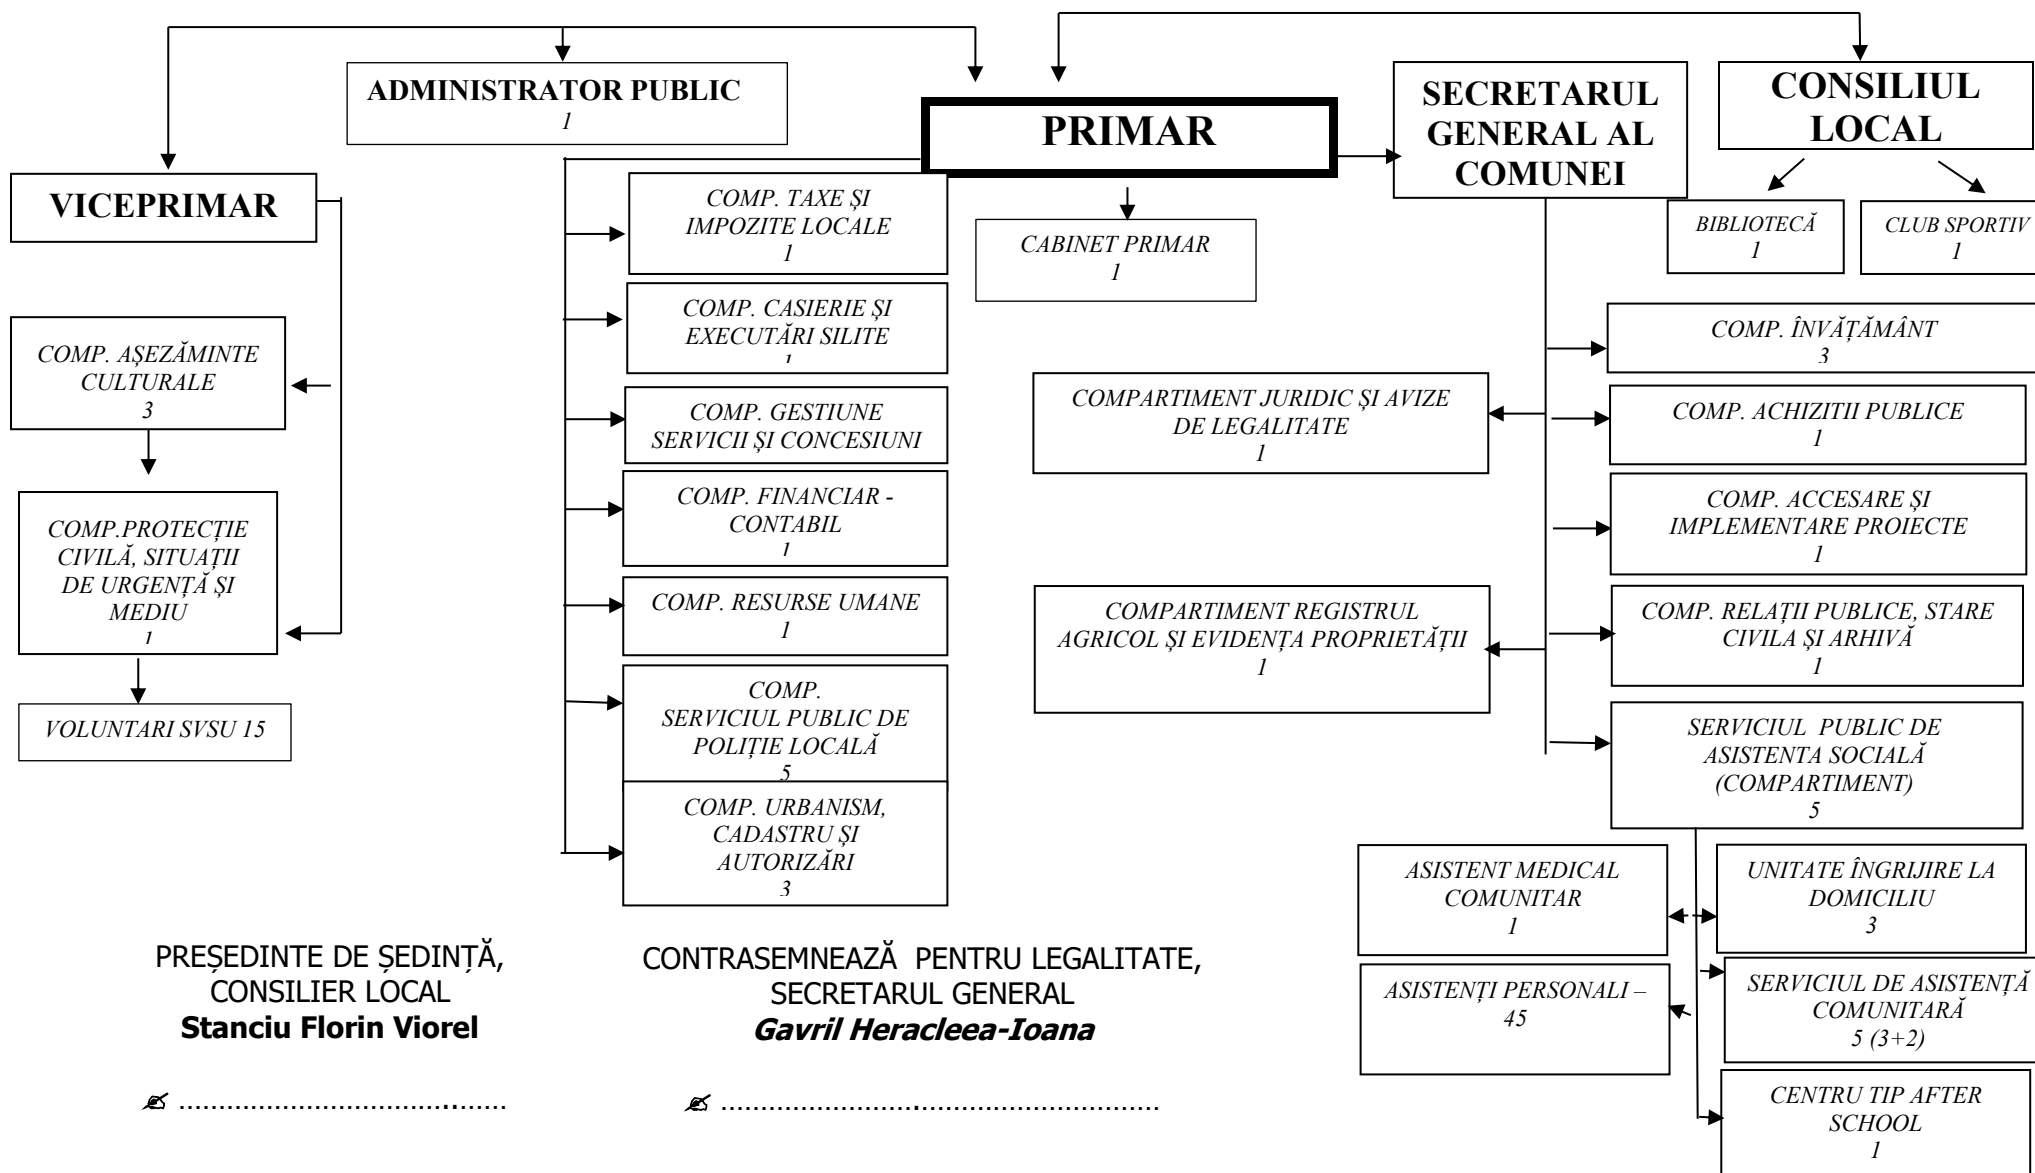 ADMINISTRATOR PUBLIC
1
PRIMAR
SECRETARUL
GENERAL AL
COMUNEI
CONSILIUL
LOCAL
VICEPRIMAR
COMP. TAXE ȘI
IMPOZITE LOCALE
1
CABINET PRIMAR
1
BIBLIOTECĂ
1
CLUB SPORTIV
1
COMP. AȘEZĂMINTE
CULTURALE
3
COMP. CASIERIE ȘI
EXECUTĂRI SILITE
1
COMP. ÎNVĂȚĂMÂNT
3
COMP. GESTIUNE
SERVICII ȘI CONCESIUNI
COMPARTIMENT JURIDIC ȘI AVIZE
DE LEGALITATE
1
COMP. ACHIZITII PUBLICE
1
COMP.PROTECȚIE
CIVILĂ, SITUAȚII
DE URGENȚĂ ȘI
MEDIU
1
COMP. FINANCIAR -
CONTABIL
1
COMP. ACCESARE ȘI
IMPLEMENTARE PROIECTE
1
COMP. RESURSE UMANE
1
COMPARTIMENT REGISTRUL
AGRICOL ȘI EVIDENȚA PROPRIETĂȚII
1
COMP. RELAȚII PUBLICE, STARE
CIVILA ȘI ARHIVĂ
1
VOLUNTARI SVSU 15
COMP.
SERVICIUL PUBLIC DE
POLIȚIE LOCALĂ
5
SERVICIUL PUBLIC DE
ASISTENTA SOCIALĂ
(COMPARTIMENT)
5
COMP. URBANISM,
CADASTRU ȘI
AUTORIZĂRI
3
ASISTENT MEDICAL
COMUNITAR
1
UNITATE ÎNGRIJIRE LA
DOMICILIU
3
ASISTENȚI PERSONALI –
45
SERVICIUL DE ASISTENȚĂ
COMUNITARĂ
5 (3+2)
CENTRU TIP AFTER
SCHOOL
1
PREȘEDINTE DE ȘEDINȚĂ,
CONSILIER LOCAL
Stanciu Florin Viorel
✍ .......................................
CONTRASEMNEAZĂ PENTRU LEGALITATE,
SECRETARUL GENERAL
Gavril Heracleea-Ioana
✍ ....................................................